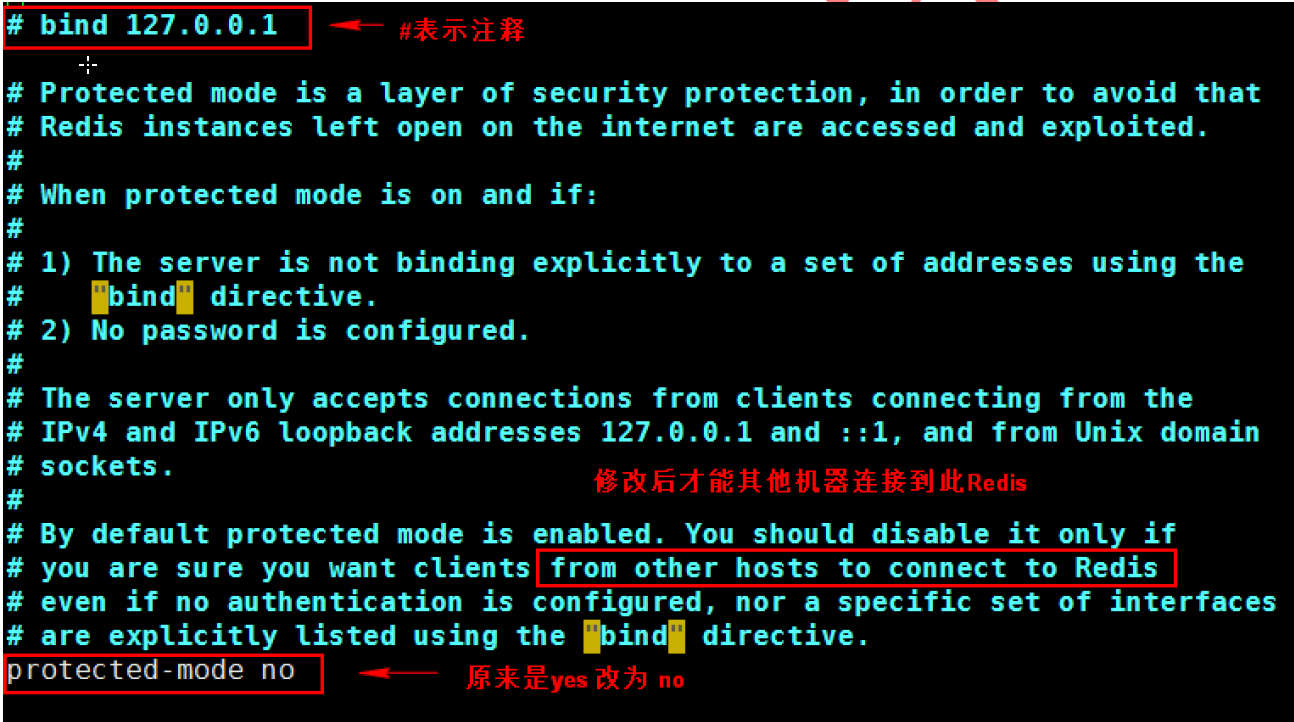 # bind 127.0.0.1 #表示注释
# Protected mode is a layer of security protection, in order to avoid that
# Redis instances left open on the internet are accessed and exploited.
#
# When protected mode is on and if:
#
# 1) The server is not binding explicitly to a set of addresses using the
#    "bind" directive.
# 2) No password is configured.
#
# The server only accepts connections from clients connecting from the
# IPv4 and IPv6 loopback addresses 127.0.0.1 and ::1, and from Unix domain
# sockets.
修改后才能其他机器连接到此Redis
#
# By default protected mode is enabled. You should disable it only if
# you are sure you want clients from other hosts to connect to Redis
# even if no authentication is configured, nor a specific set of interfaces
# are explicitly listed using the "bind" directive.
protected-mode no 原来是yes 改为 no